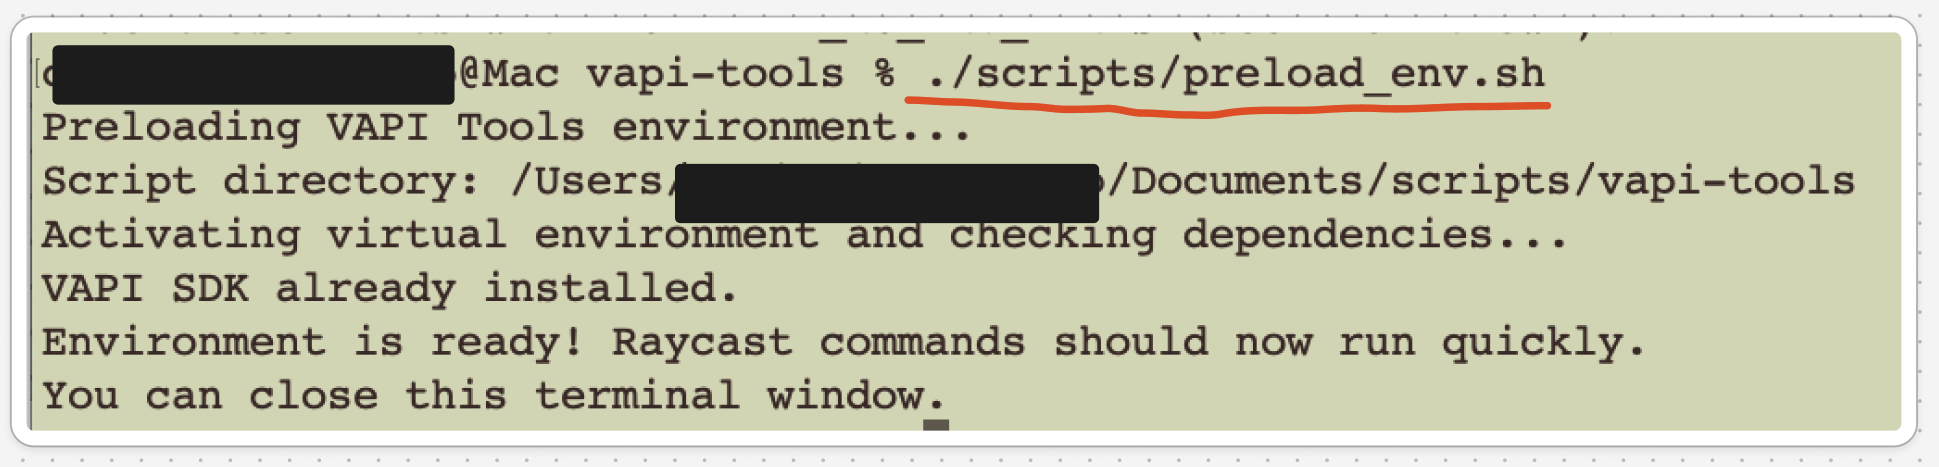 @Mac vapi-tools % ./scripts/preload_env.sh
Preloading VAPI Tools environment...
Script directory: /Users/ /Documents/scripts/vapi-tools
Activating virtual environment and checking dependencies...
VAPI SDK already installed.
Environment is ready! Raycast commands should now run quickly.
You can close this terminal window.